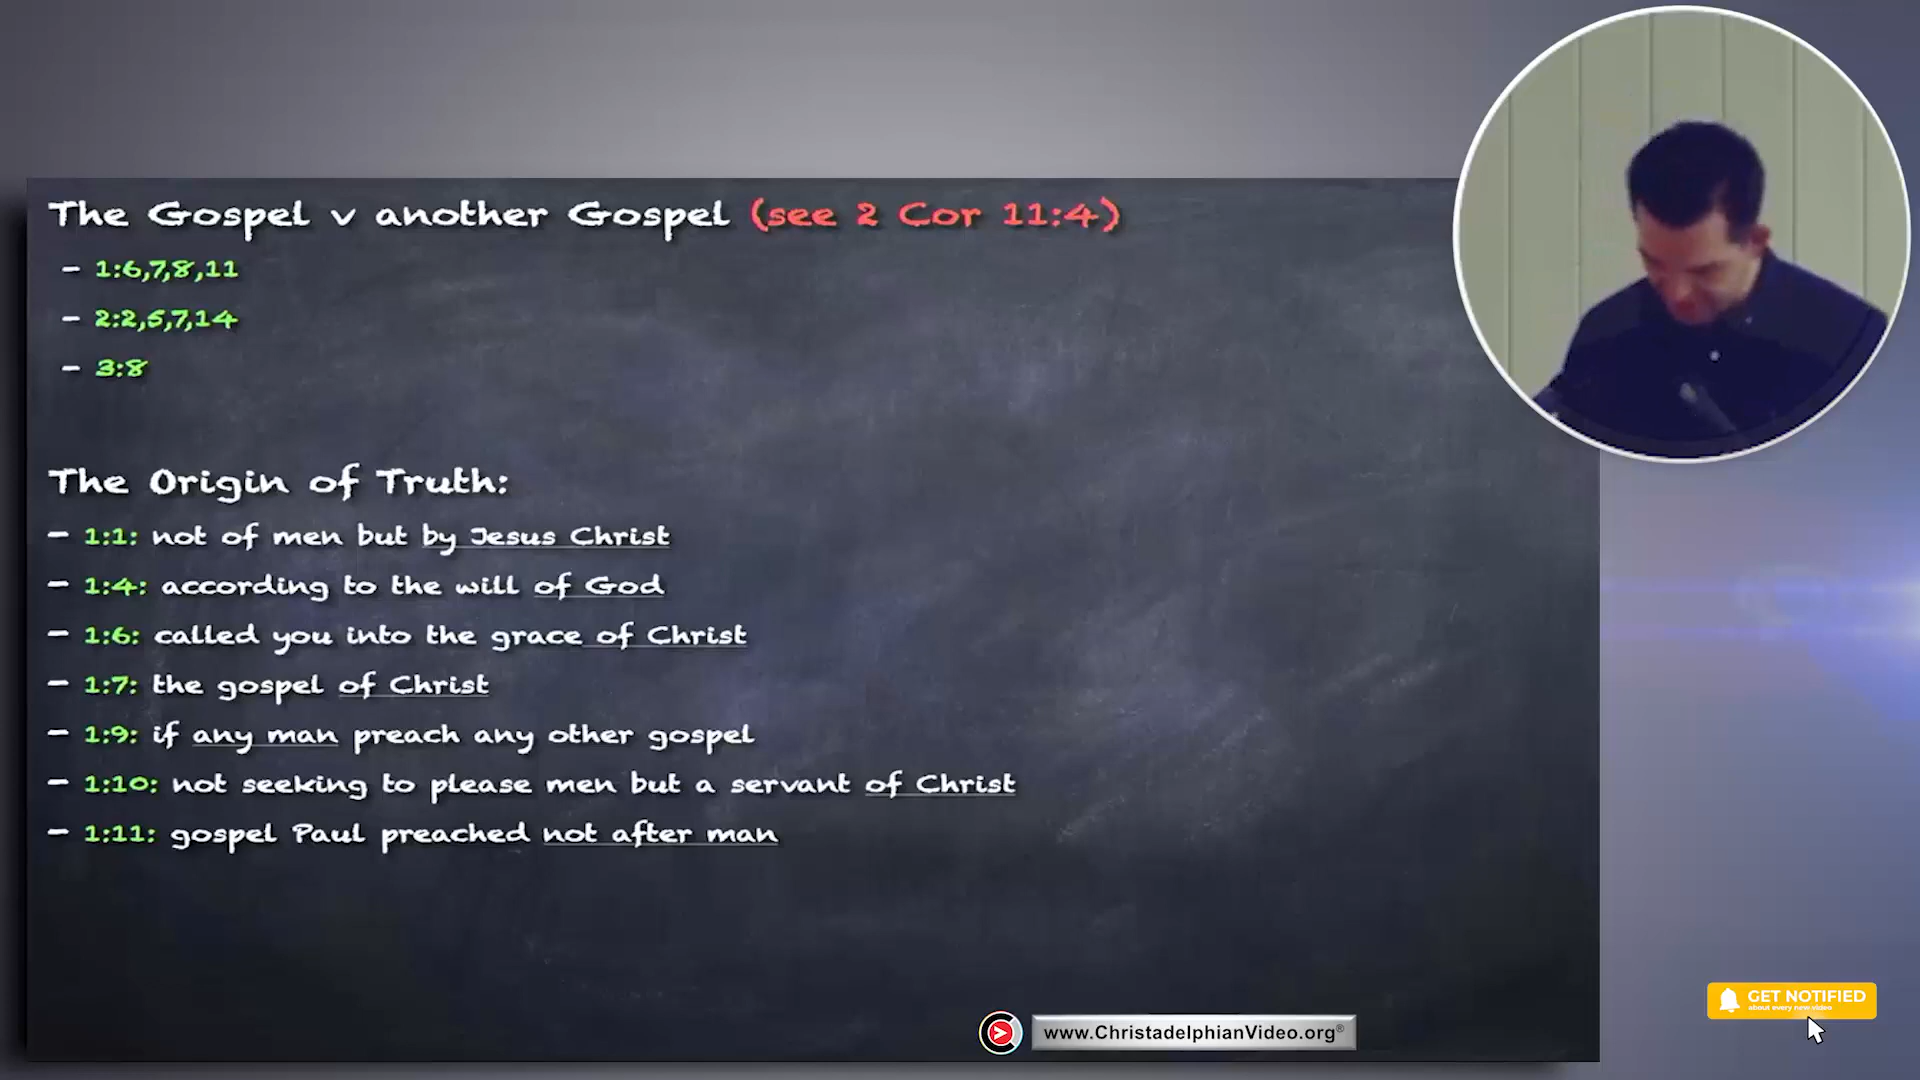 The Gospel v another Gospel (see 2 Cor 11:4)
- 1:6,7,8,11
- 2:2,5,7,14
- 3:8
The Origin of Truth:
- 1:1: not of men but by Jesus Christ
- 1:4: according to the will of God
- 1:6: called you into the grace of Christ
- 1:7: the gospel of Christ
- 1:9: if any man preach any other gospel
- 1:10: not seeking to please men but a servant of Christ
- 1:11: gospel Paul preached not after man
GET NOTIFIED
about every new video
www.ChristadelphianVideo.org®